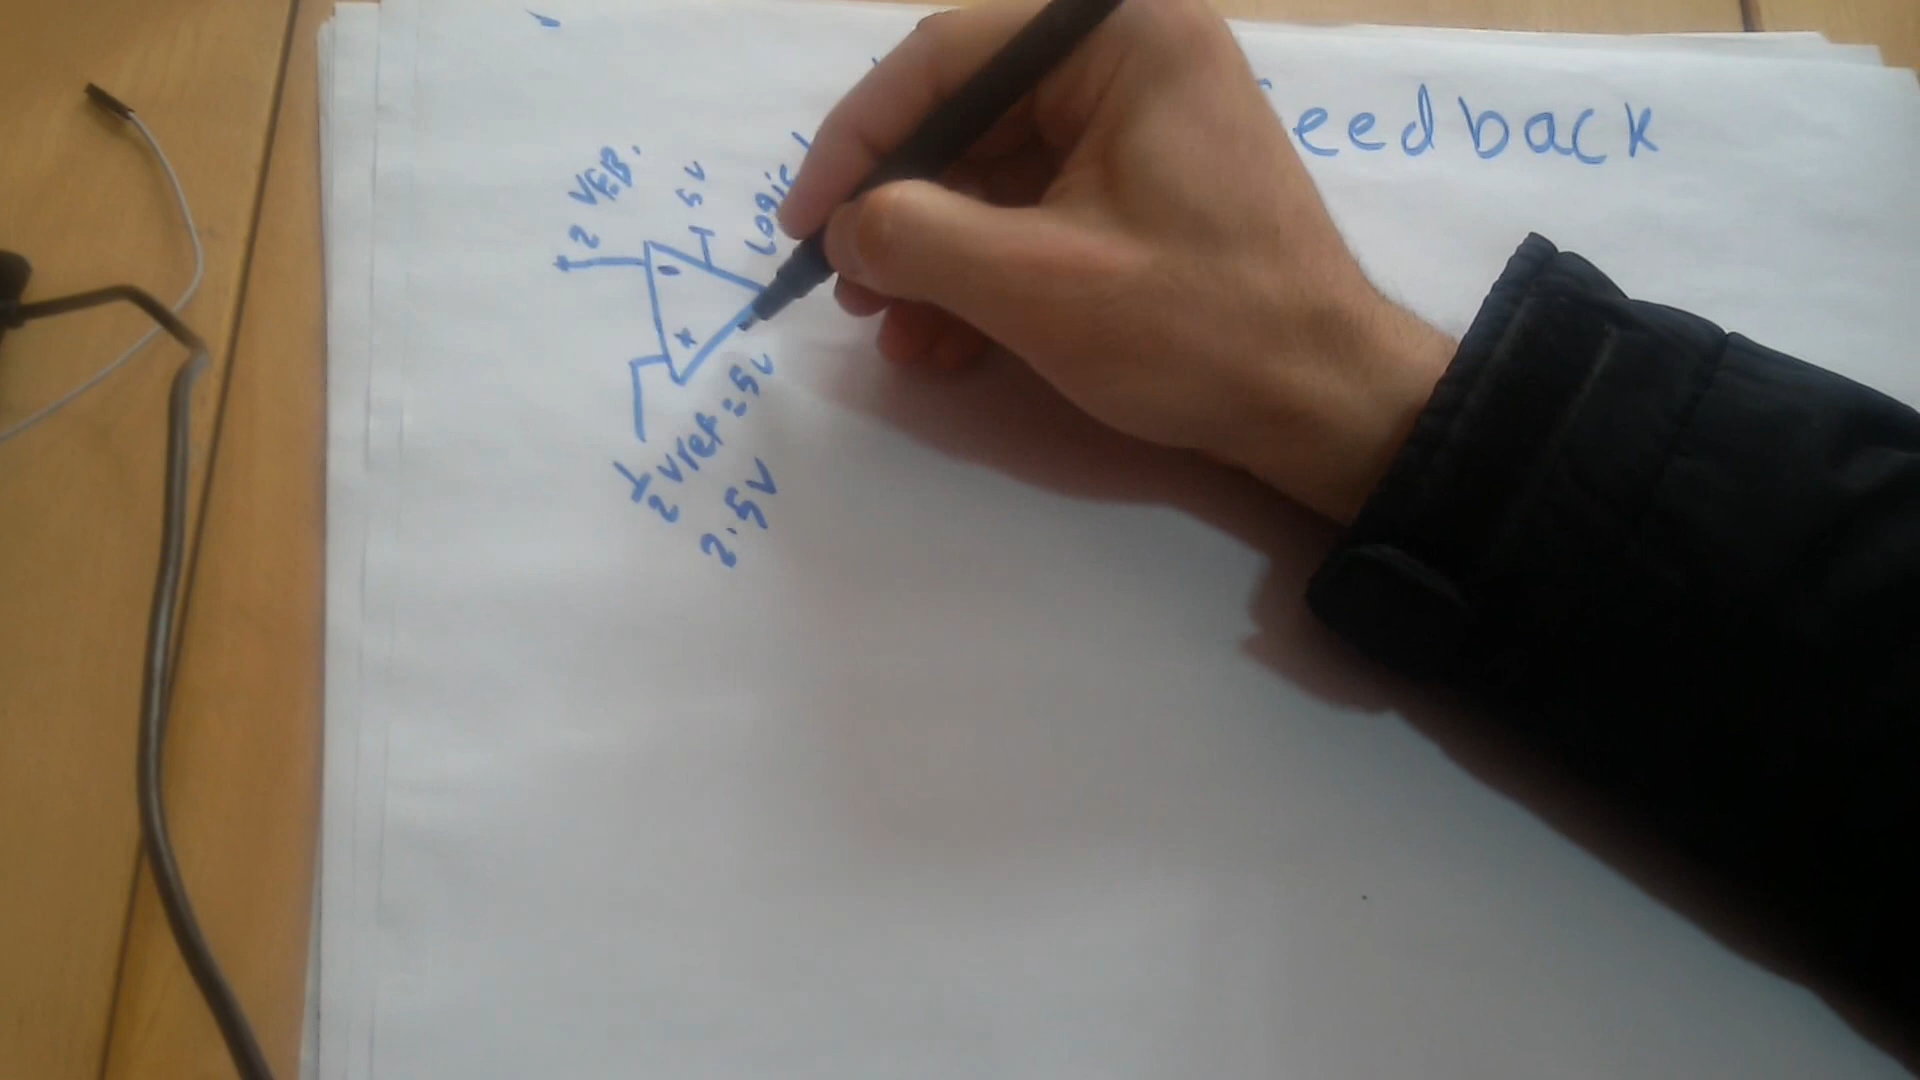 feedback
2 VFB.
5V
Logic 1
-
+
1/2 Vref = 5V
2.5V